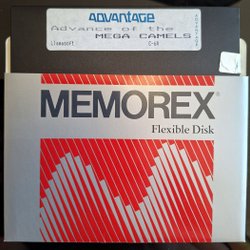 ADVANTAGE
Advance of the
MEGA CAMELS
Llamasoft C-64
MEMOREX®
Flexible Disk